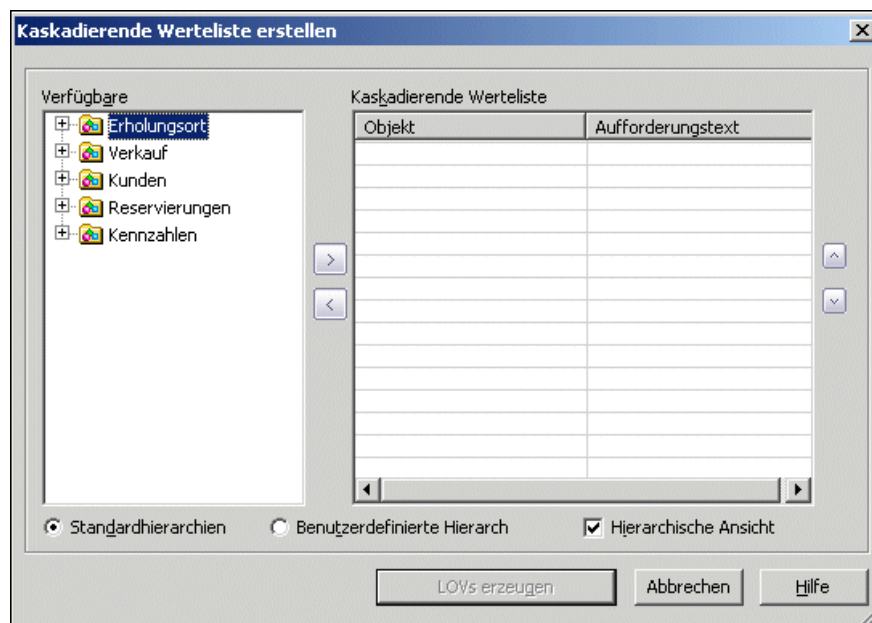 Kaskadierende Werteliste erstellen
Verfügbare
Erholungsort
Verkauf
Kunden
Reservierungen
Kennzahlen
Kaskadierende Werteliste
Objekt Aufforderungstext
Standardhierarchien Benutzerdefinierte Hierarch Hierarchische Ansicht
LOVs erzeugen Abbrechen Hilfe